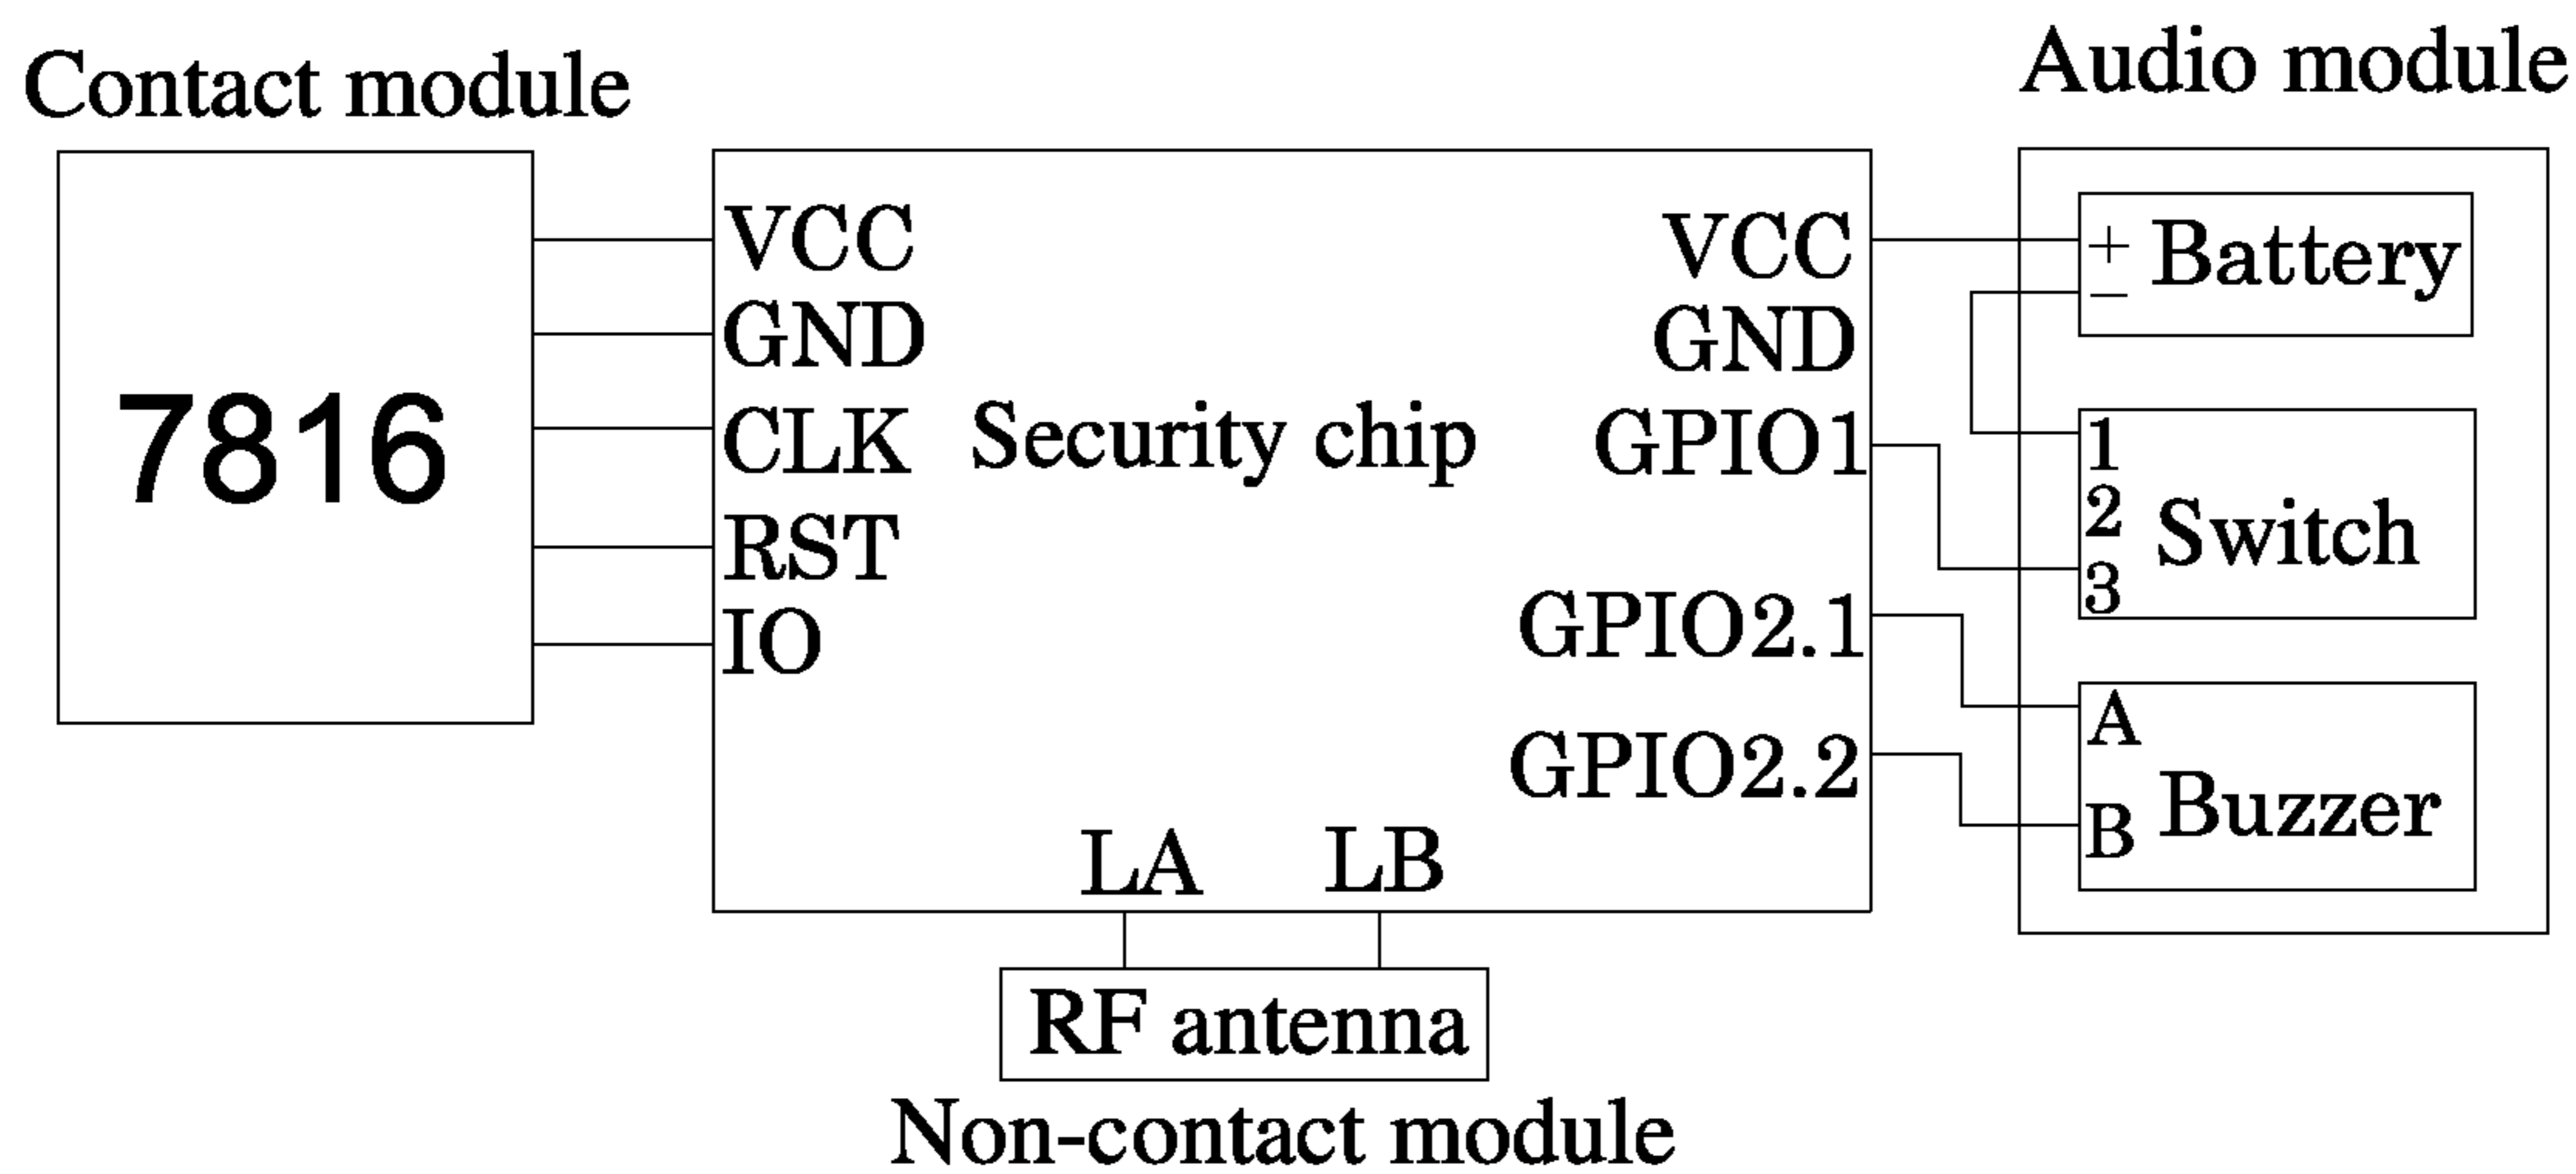 Contact module
Audio module
7816
VCC
GND
CLK
RST
IO
Security chip
VCC
GND
GPIO1
GPIO2.1
GPIO2.2
LA LB
+ Battery
−
1
2
3
Switch
A
B
Buzzer
RF antenna
Non-contact module